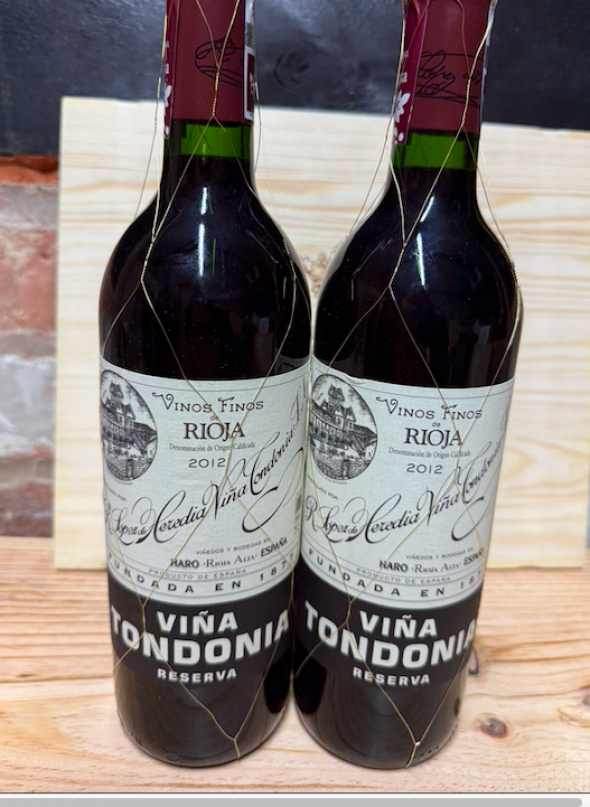 VINOS FINOS
de
RIOJA
Denominación de Origen Calificada
2012
R. López de Heredia Viña Tondonia
VIÑEDOS Y BODEGAS EN
HARO (RIOJA ALTA) ESPAÑA
PRODUCTO DE ESPAÑA
FUNDADA EN 187
VIÑA
TONDONIA
RESERVA
VINOS FINOS
de
RIOJA
Denominación de Origen Calificada
2012
R. López de Heredia Viña Tondonia
VIÑEDOS Y BODEGAS EN
HARO (RIOJA ALTA) ESPAÑA
PRODUCTO DE ESPAÑA
FUNDADA EN 187
VIÑA
TONDONIA
RESERVA